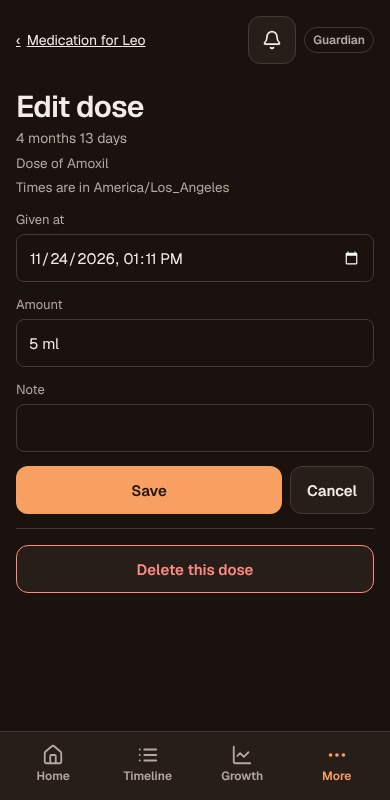 ‹ Medication for Leo
Guardian
Edit dose
4 months 13 days
Dose of Amoxil
Times are in America/Los_Angeles
Given at
11/24/2026, 01:11 PM
Amount
5 ml
Note
Save
Cancel
Delete this dose
Home
Timeline
Growth
More